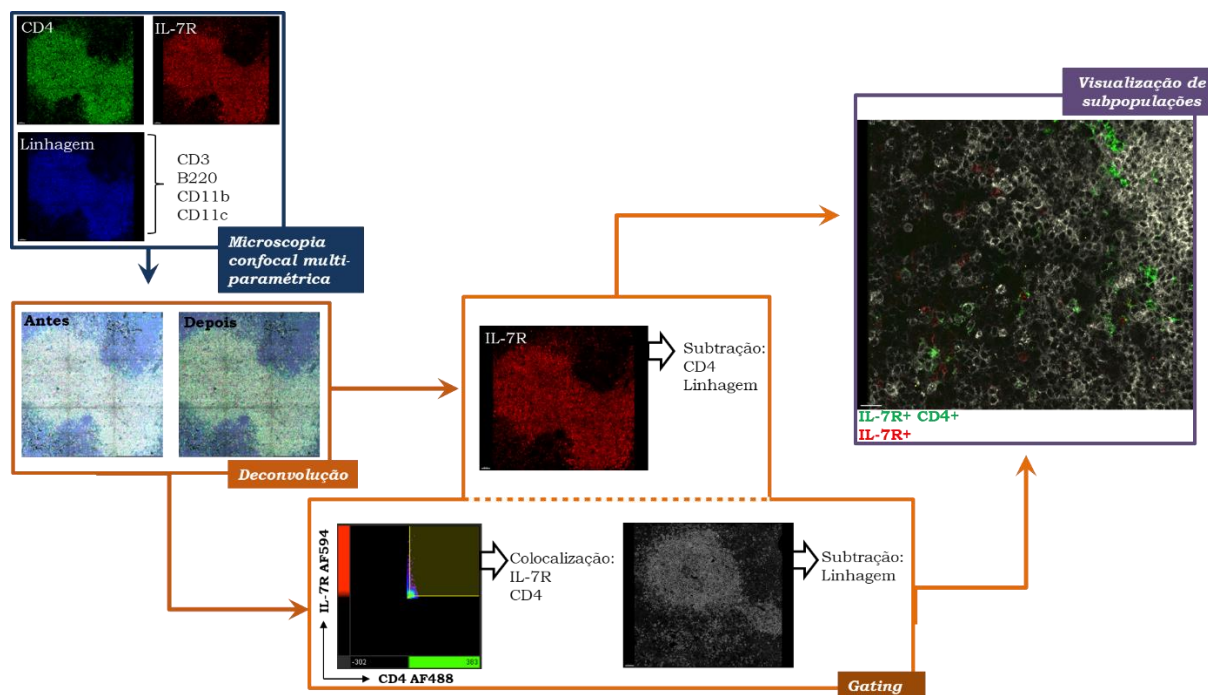 CD4
IL-7R
Linhagem
CD3
B220
CD11b
CD11c
Microscopia
confocal multi-
paramétrica
Antes
Depois
Deconvolução
IL-7R
Subtração:
CD4
Linhagem
IL-7R AF594
-302
383
CD4 AF488
Colocalização:
IL-7R
CD4
Subtração:
Linhagem
Gating
Visualização de
subpopulações
IL-7R+ CD4+
IL-7R+